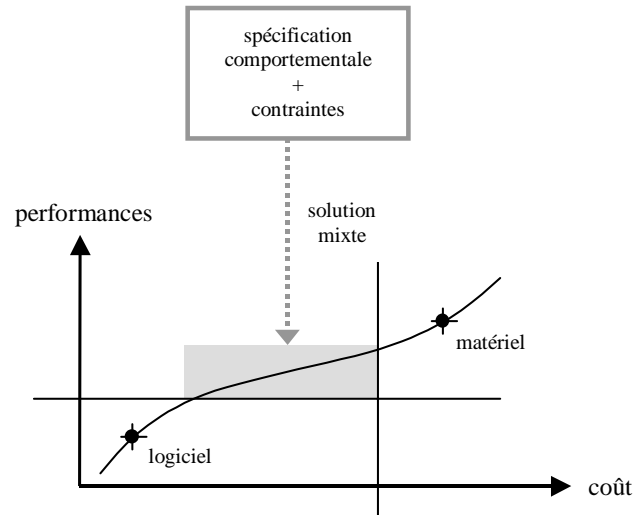 spécification
comportementale
+
contraintes
performances
solution
mixte
matériel
logiciel
coût